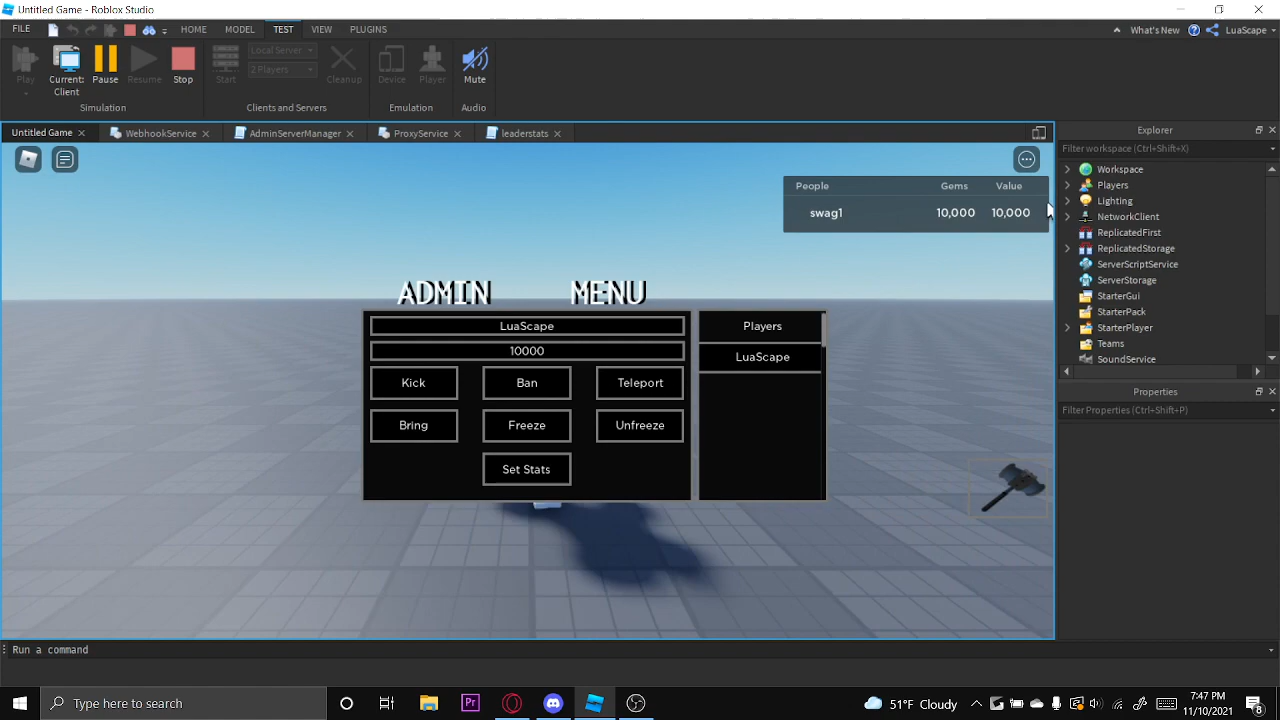 Untitled Game - Roblox Studio
FILE HOME MODEL TEST VIEW PLUGINS What's New LuaScape
Play Current: Client Pause Resume Stop Start Local Server 2 Players Cleanup Device Player Mute
Simulation Clients and Servers Emulation Audio
Untitled Game WebhookService AdminServerManager ProxyService leaderstats
Explorer
Filter workspace (Ctrl+Shift+X)
Workspace
Players
Lighting
NetworkClient
ReplicatedFirst
ReplicatedStorage
ServerScriptService
ServerStorage
StarterGui
StarterPack
StarterPlayer
Teams
SoundService
Properties
Filter Properties (Ctrl+Shift+P)
People Gems Value
swag1 10,000 10,000
ADMIN MENU
LuaScape
10000
Kick Ban Teleport
Bring Freeze Unfreeze
Set Stats
Players
LuaScape
Run a command
Type here to search
Pr
51°F Cloudy
7:47 PM
11/10/2021
8